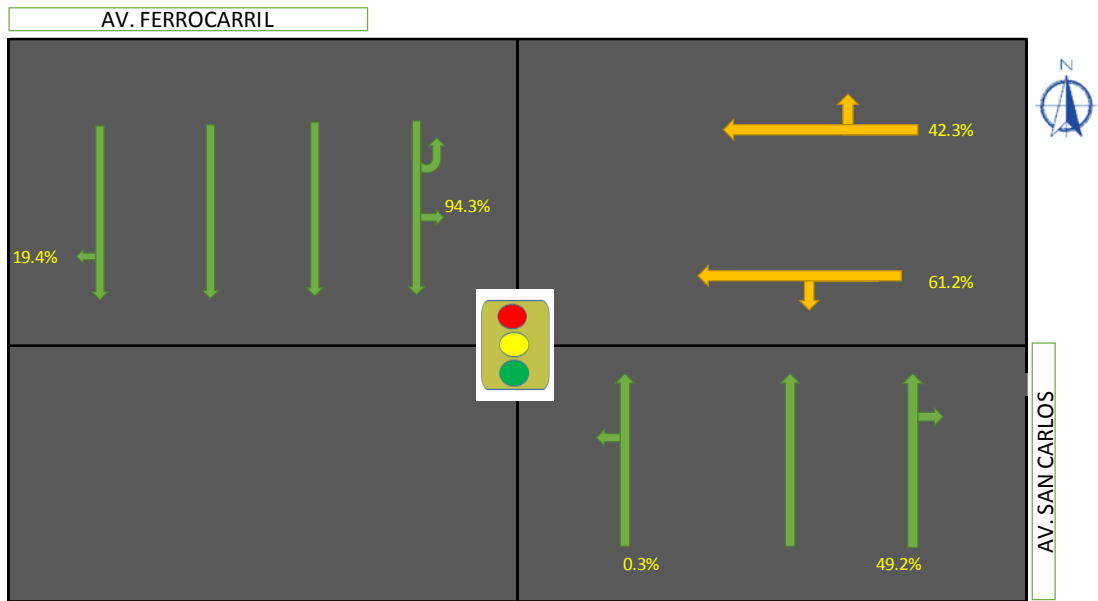 AV. FERROCARRIL
N
42.3%
94.3%
19.4%
61.2%
AV. SAN CARLOS
0.3%
49.2%